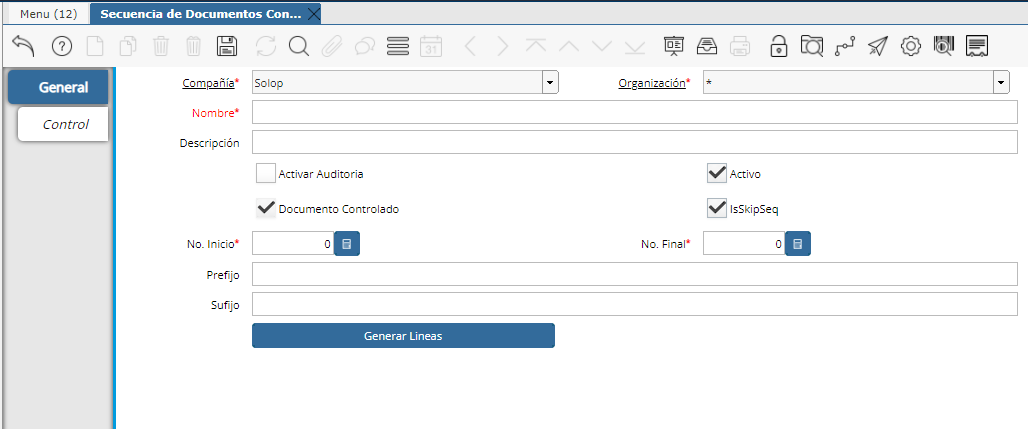 Menu (12)
Secuencia de Documentos Con...
31
General
Control
Compañía* Solop Organización* *
Nombre*
Descripción
Activar Auditoria Activo
Documento Controlado IsSkipSeq
No. Inicio* 0 No. Final* 0
Prefijo
Sufijo
Generar Lineas